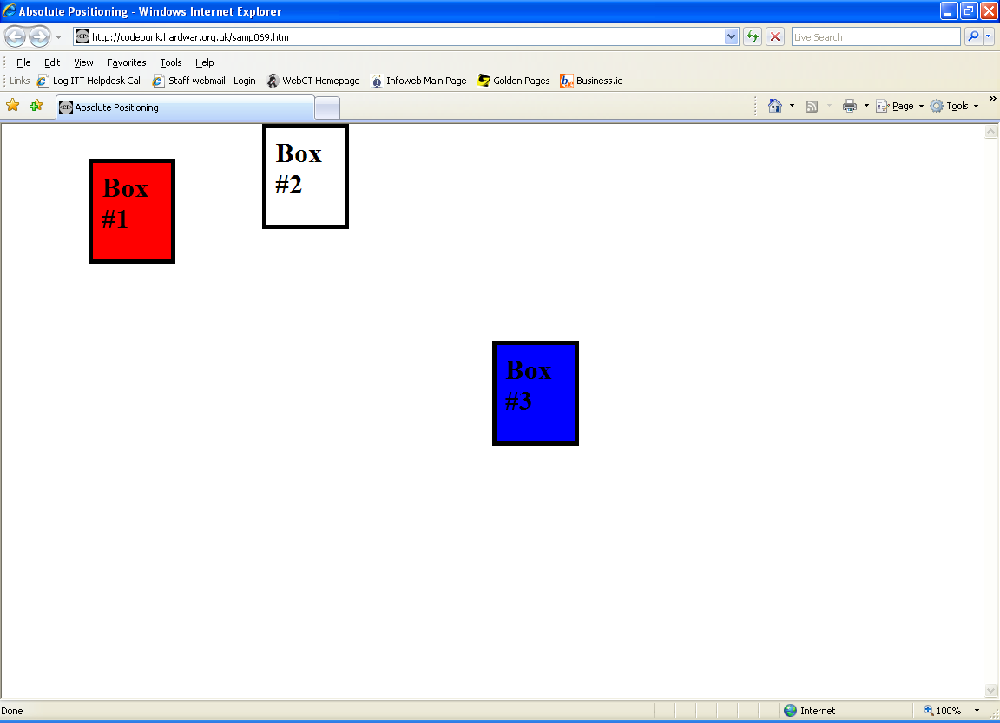 Absolute Positioning - Windows Internet Explorer
<CP> http://codepunk.hardwar.org.uk/samp069.htm
Live Search
File Edit View Favorites Tools Help
Links Log ITT Helpdesk Call Staff webmail - Login WebCT Homepage Infoweb Main Page Golden Pages Business.ie
<CP> Absolute Positioning
Page Tools »
Box
#1
Box
#2
Box
#3
Done Internet 100%